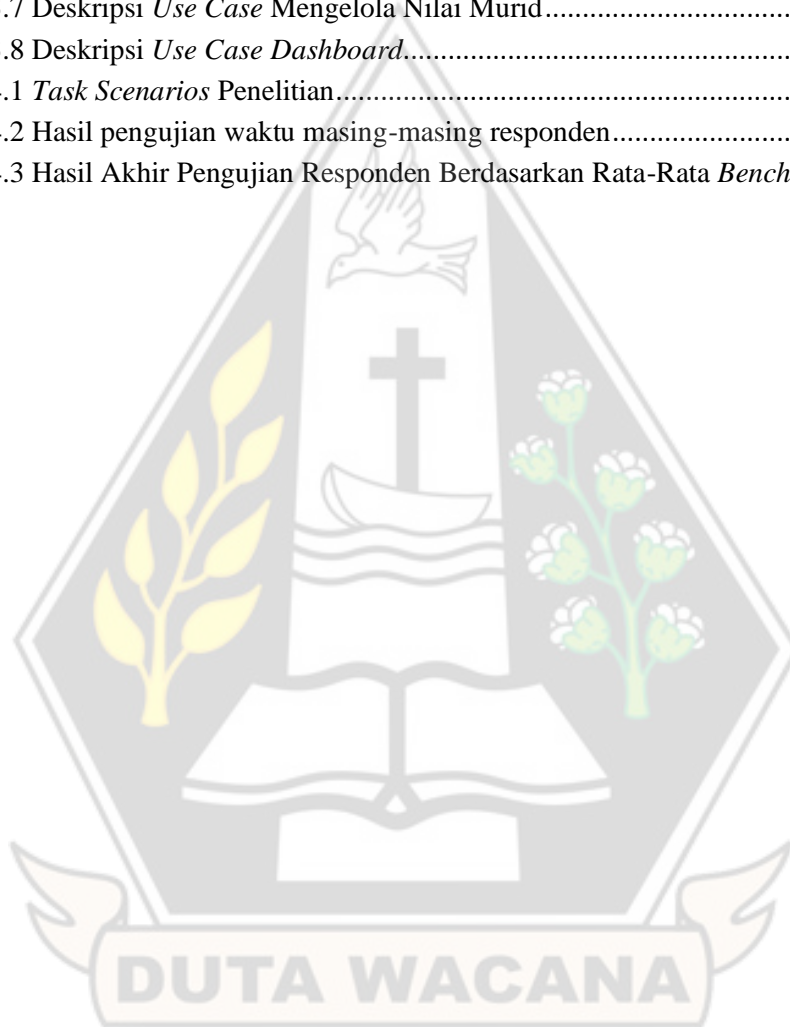 .7 Deskripsi Use Case Mengelola Nilai Murid........................................
.8 Deskripsi Use Case Dashboard........................................................
.1 Task Scenarios Penelitian................................................................
.2 Hasil pengujian waktu masing-masing responden.............................
.3 Hasil Akhir Pengujian Responden Berdasarkan Rata-Rata Bench
DUTA WACANA